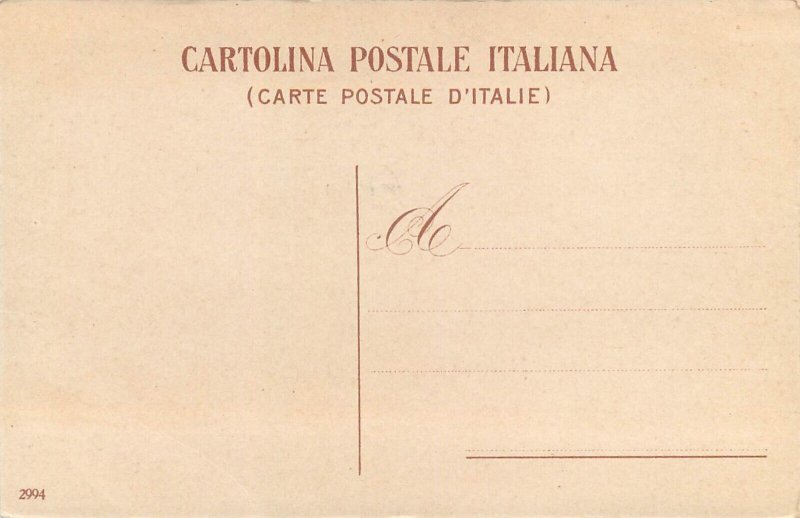 CARTOLINA POSTALE ITALIANA
(CARTE POSTALE D'ITALIE)
A
2994